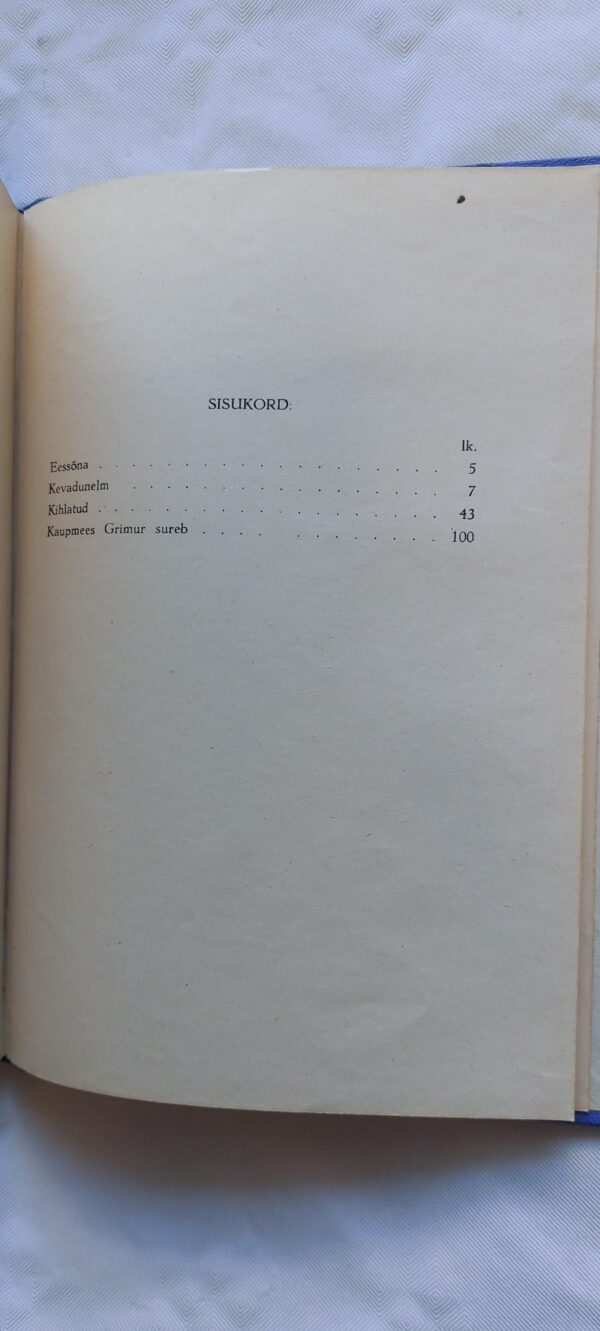 SISUKORD:
lk.
Eessõna . . . . . . . . . . . . . . . . . . . 5
Kevadunelm . . . . . . . . . . . . . . . . . 7
Kihlatud . . . . . . . . . . . . . . . . . . . 43
Kaupmees Grimur sureb . . . . . . . . . . . . 100